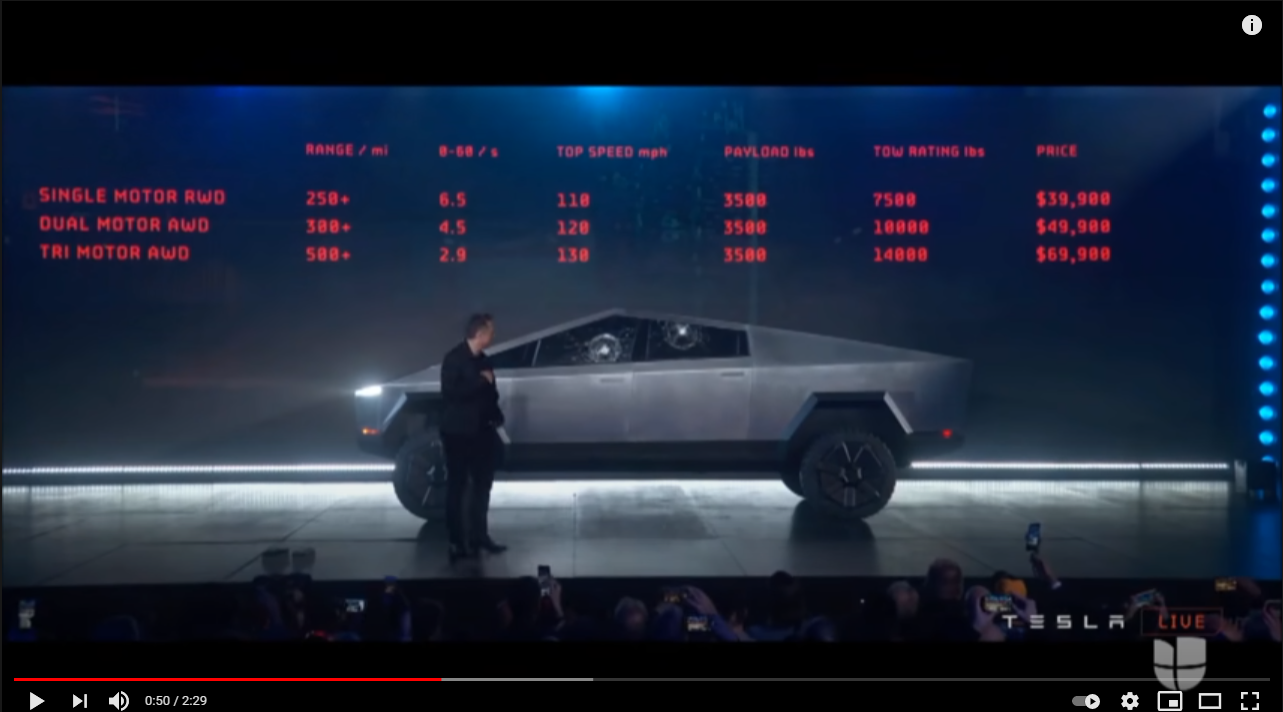 RANGE / mi 0-60 / s TOP SPEED mph PAYLOAD lbs TOW RATING lbs PRICE
SINGLE MOTOR RWD 250+ 6.5 110 3500 7500 $39,900
DUAL MOTOR AWD 300+ 4.5 120 3500 10000 $49,900
TRI MOTOR AWD 500+ 2.9 130 3500 14000 $69,900
TESLA LIVE
0:50 / 2:29